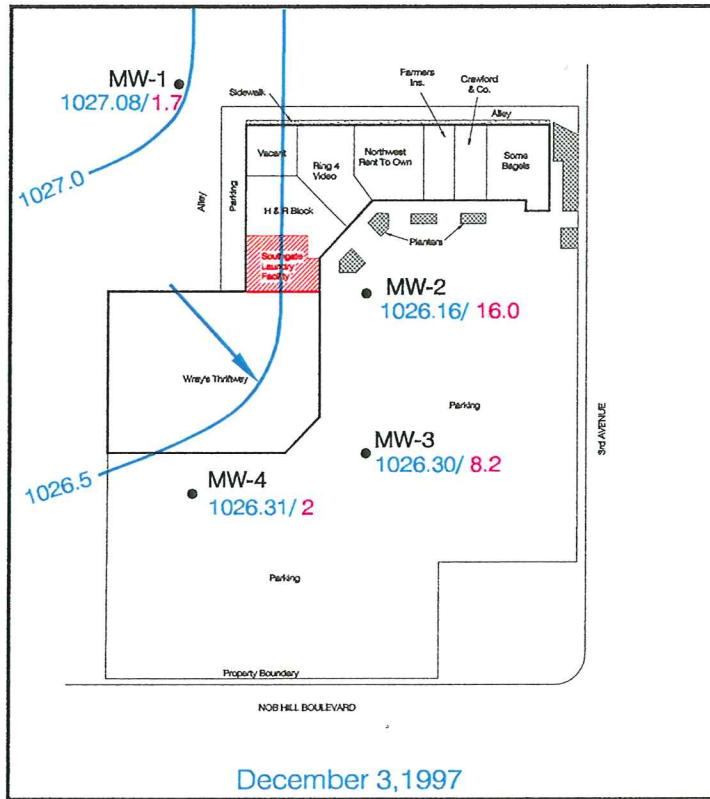 MW-1
1027.08/ 1.7
1027.0
Sidewalk
Farmers
Ins.
Crawford
& Co.
Alley
Vacant
Ring 4
Video
Northwest
Rent To Own
Some
Bagels
Alley
Parking
H & R Block
Planters
Southgate
Laundry
Facility
MW-2
1026.16/ 16.0
Wray's Thriftway
Parking
3rd AVENUE
MW-3
1026.30/ 8.2
1026.5
MW-4
1026.31/ 2
Parking
Property Boundary
NOB HILL BOULEVARD
December 3,1997